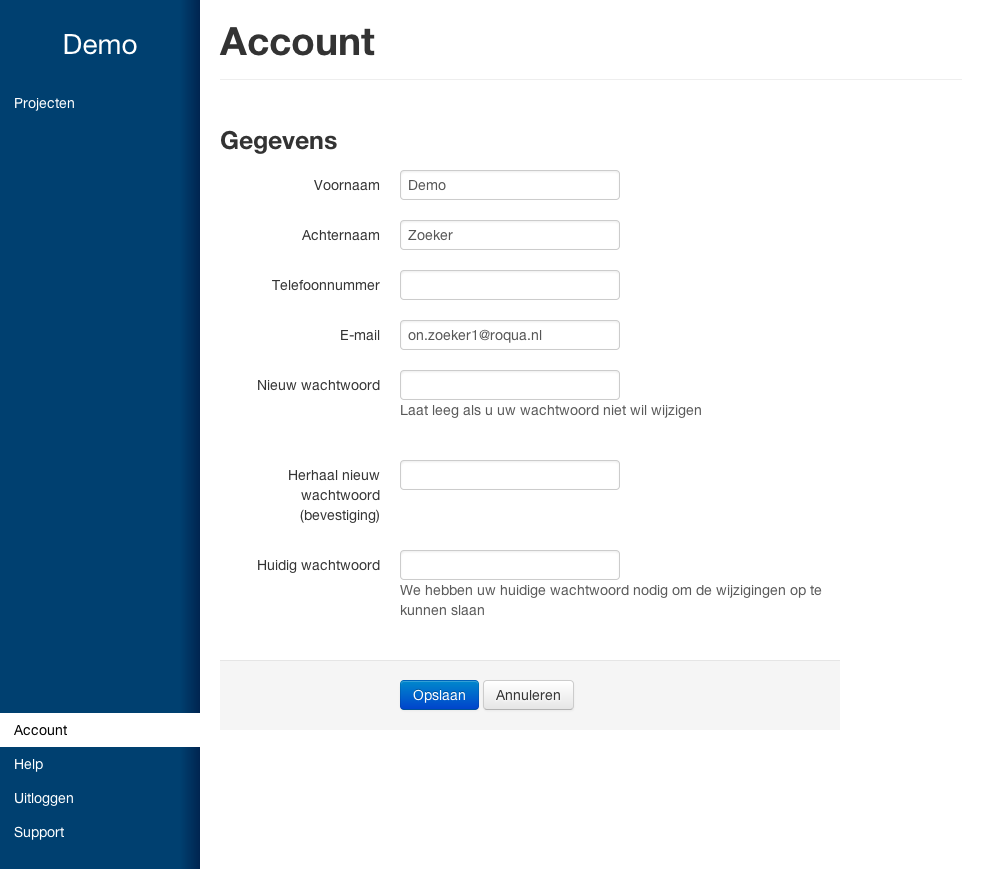 Demo
Projecten
Account
Help
Uitloggen
Support
Account
Gegevens
Voornaam
Demo
Achternaam
Zoeker
Telefoonnummer
E-mail
on.zoeker1@roqua.nl
Nieuw wachtwoord
Laat leeg als u uw wachtwoord niet wil wijzigen
Herhaal nieuw
wachtwoord
(bevestiging)
Huidig wachtwoord
We hebben uw huidige wachtwoord nodig om de wijzigingen op te
kunnen slaan
Opslaan
Annuleren